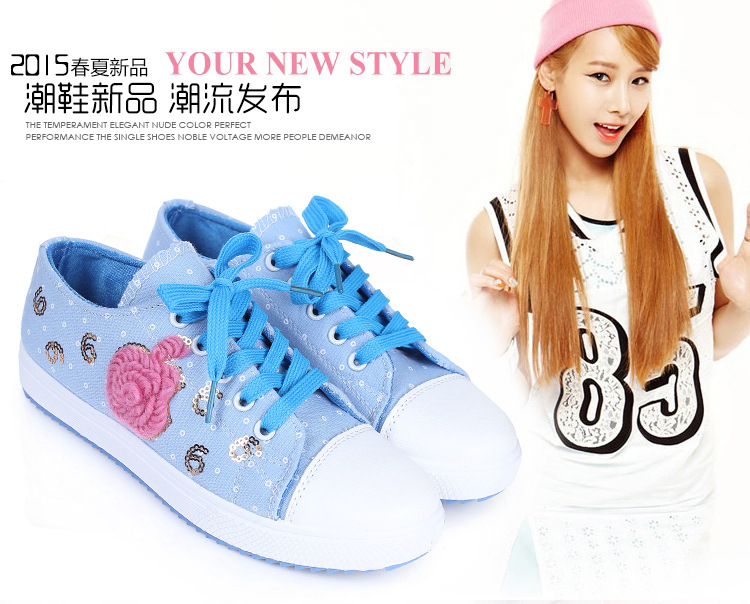 2015春夏新品 YOUR NEW STYLE
潮鞋新品 潮流发布
THE TEMPERAMENT ELEGANT NUDE COLOR PERFECT
PERFORMANCE THE SINGLE SHOES NOBLE VOLTAGE MORE PEOPLE DEMEANOR
85